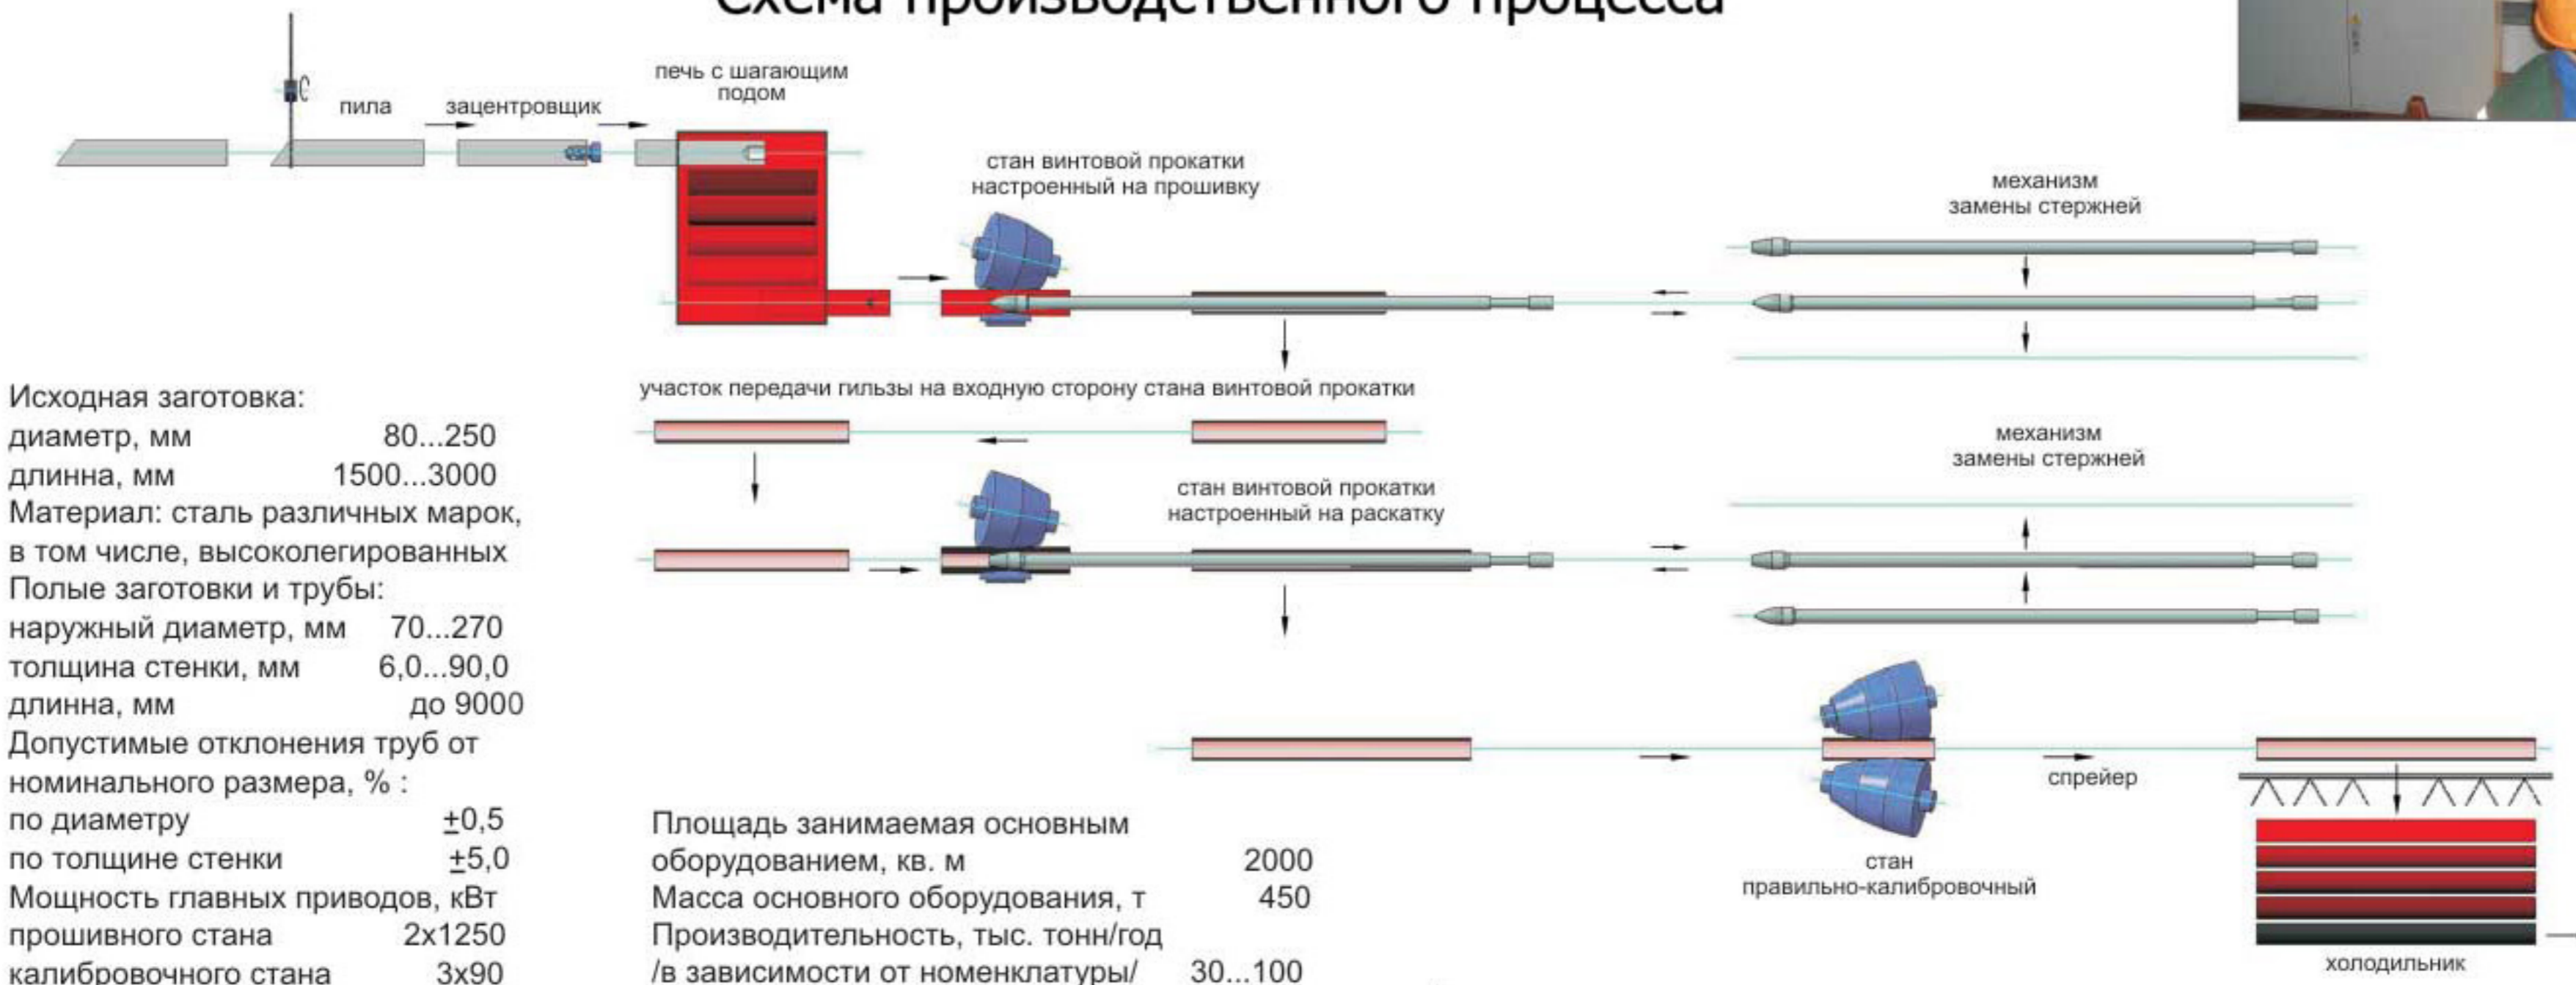 Схема производственного процесса
пила
зацентровщик
печь с шагающим
подом
стан винтовой прокатки
настроенный на прошивку
механизм
замены стержней
участок передачи гильзы на входную сторону стана винтовой прокатки
стан винтовой прокатки
настроенный на раскатку
механизм
замены стержней
спрейер
стан
правильно-калибровочный
холодильник
Исходная заготовка:
диаметр, мм 80...250
длинна, мм 1500...3000
Материал: сталь различных марок,
в том числе, высоколегированных
Полые заготовки и трубы:
наружный диаметр, мм 70...270
толщина стенки, мм 6,0...90,0
длинна, мм до 9000
Допустимые отклонения труб от
номинального размера, % :
по диаметру ±0,5
по толщине стенки ±5,0
Мощность главных приводов, кВт
прошивного стана 2х1250
калибровочного стана 3х90
Площадь занимаемая основным
оборудованием, кв. м 2000
Масса основного оборудования, т 450
Производительность, тыс. тонн/год
/в зависимости от номенклатуры/ 30...100